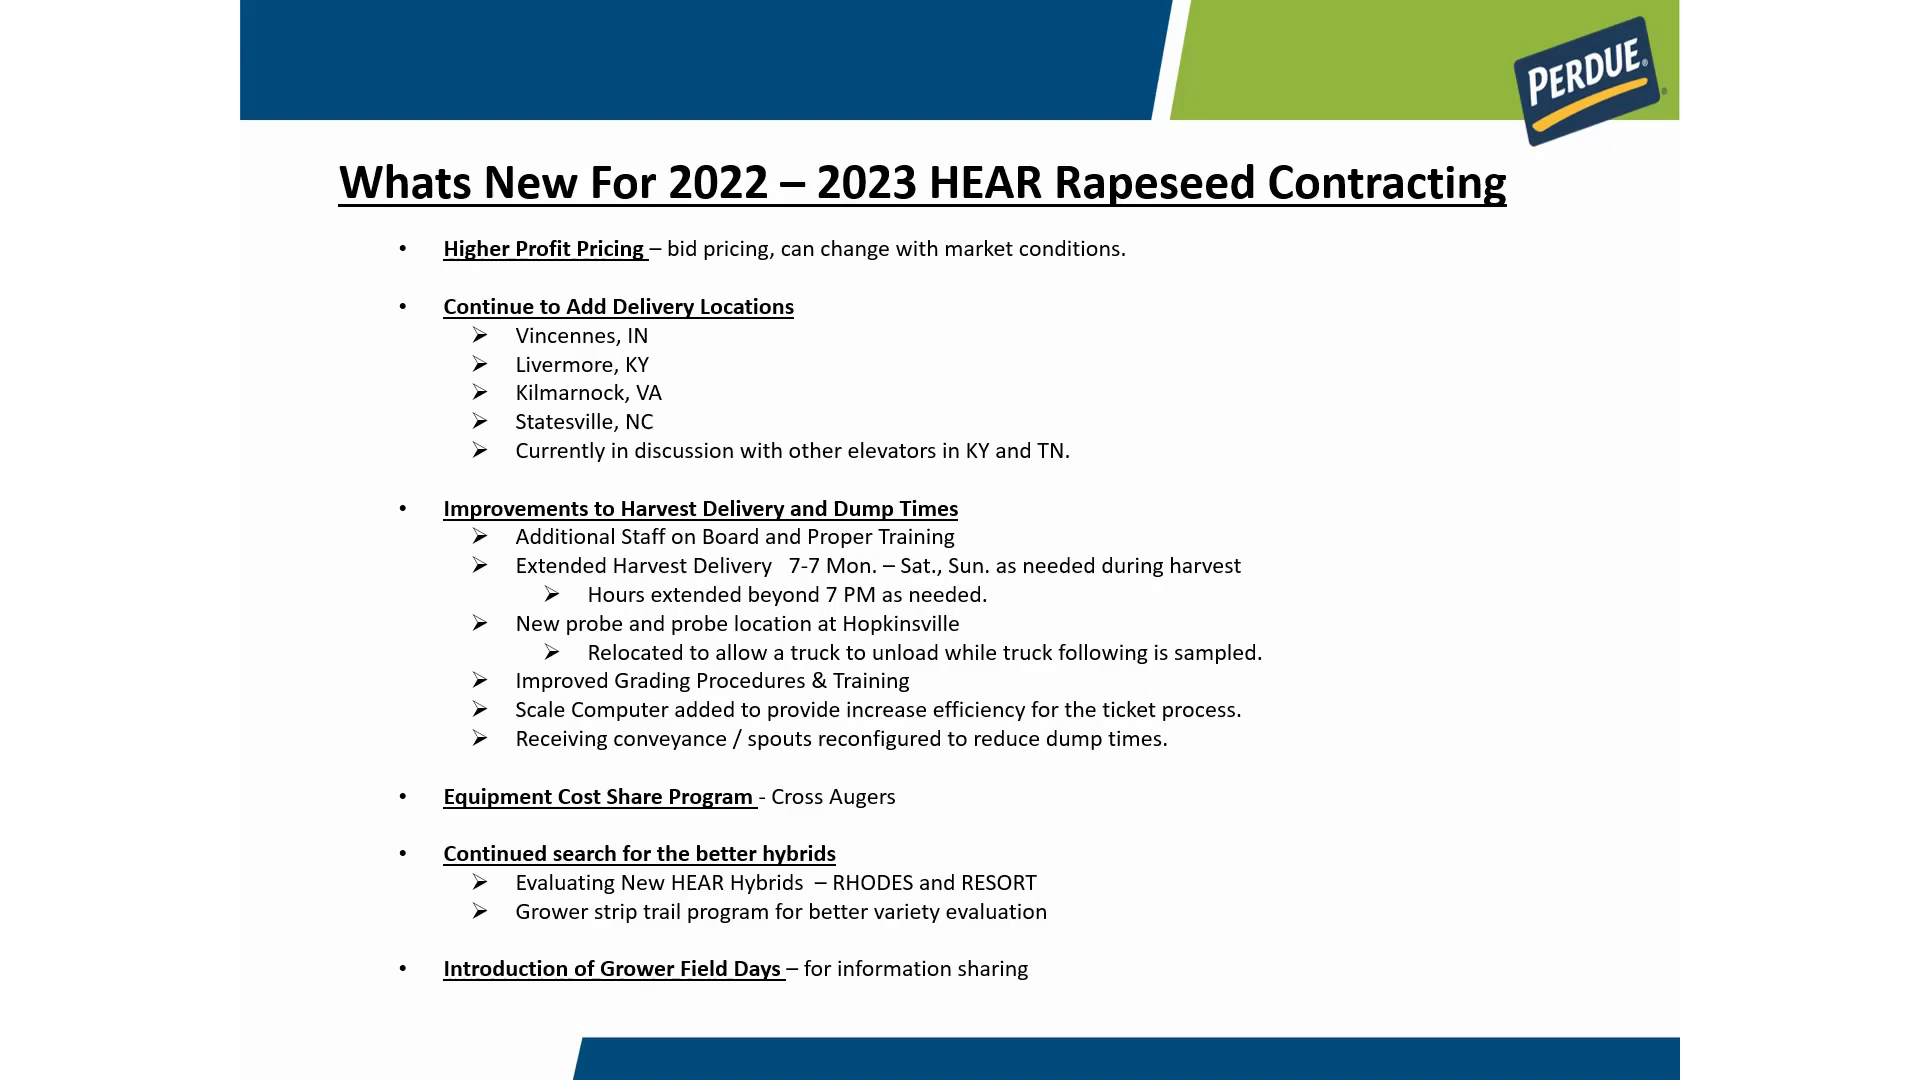 PERDUE®
Whats New For 2022 – 2023 HEAR Rapeseed Contracting
• Higher Profit Pricing – bid pricing, can change with market conditions.
• Continue to Add Delivery Locations
➢ Vincennes, IN
➢ Livermore, KY
➢ Kilmarnock, VA
➢ Statesville, NC
➢ Currently in discussion with other elevators in KY and TN.
• Improvements to Harvest Delivery and Dump Times
➢ Additional Staff on Board and Proper Training
➢ Extended Harvest Delivery 7-7 Mon. – Sat., Sun. as needed during harvest
➢ Hours extended beyond 7 PM as needed.
➢ New probe and probe location at Hopkinsville
➢ Relocated to allow a truck to unload while truck following is sampled.
➢ Improved Grading Procedures & Training
➢ Scale Computer added to provide increase efficiency for the ticket process.
➢ Receiving conveyance / spouts reconfigured to reduce dump times.
• Equipment Cost Share Program - Cross Augers
• Continued search for the better hybrids
➢ Evaluating New HEAR Hybrids – RHODES and RESORT
➢ Grower strip trail program for better variety evaluation
• Introduction of Grower Field Days – for information sharing